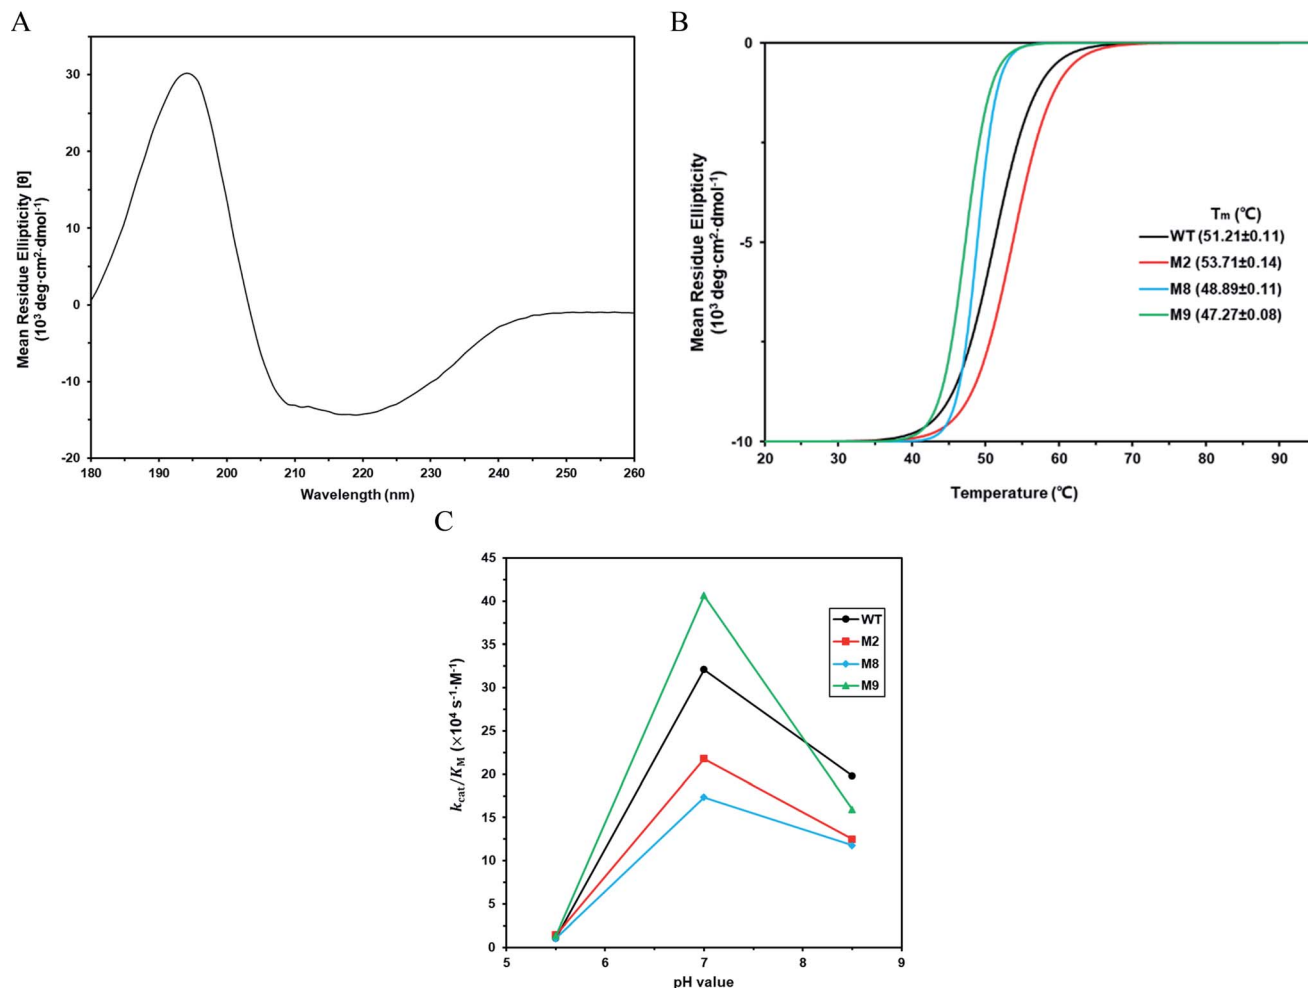 A
Mean Residue Ellipticity [θ]
(10³ deg·cm²·dmol⁻¹)
30
20
10
0
-10
-20
180
190
200
210
220
230
240
250
260
Wavelength (nm)
B
Mean Residue Ellipticity
(10³ deg·cm²·dmol⁻¹)
0
-5
-10
Tm (℃)
WT (51.21±0.11)
M2 (53.71±0.14)
M8 (48.89±0.11)
M9 (47.27±0.08)
20
30
40
50
60
70
80
90
Temperature (℃)
C
kcat/KM (×10⁴ s⁻¹·M⁻¹)
45
40
35
30
25
20
15
10
5
0
WT
M2
M8
M9
5
6
7
8
9
pH value